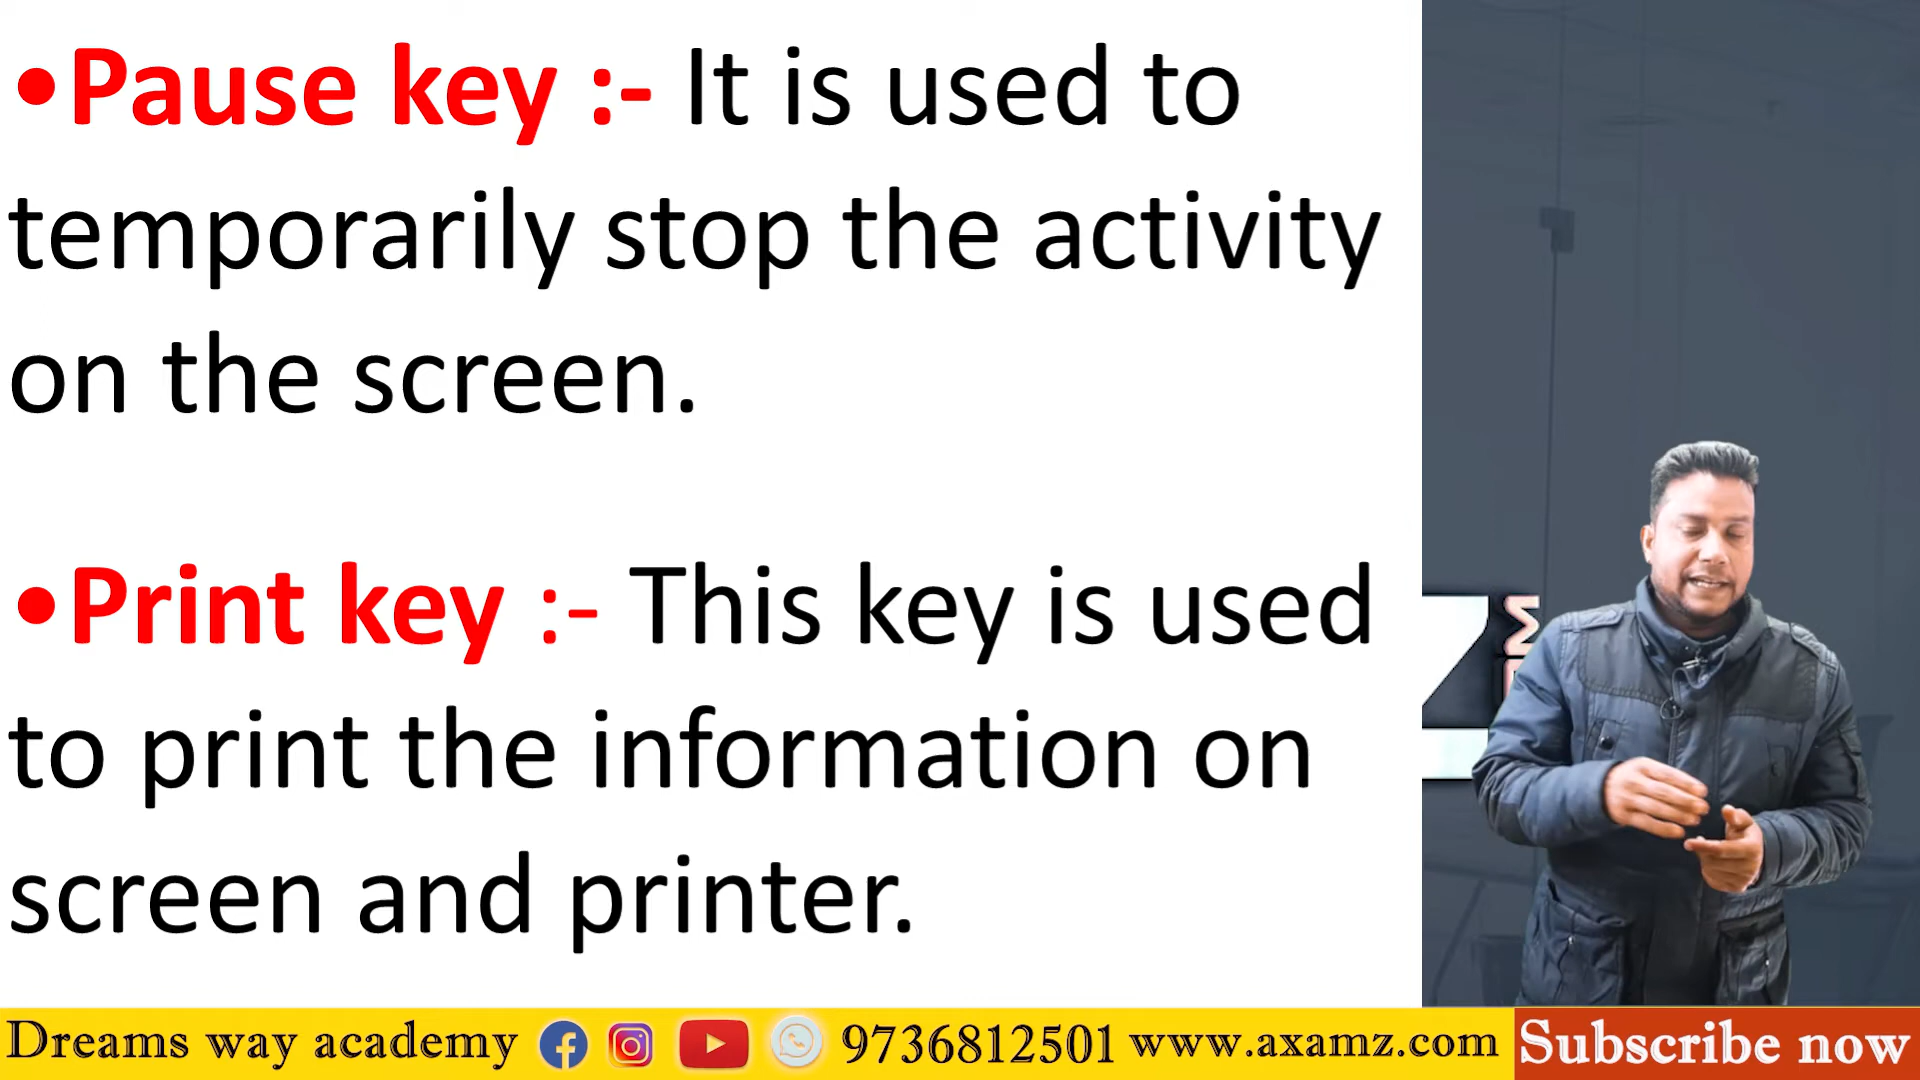 •Pause key :- It is used to
temporarily stop the activity
on the screen.
•Print key :- This key is used
to print the information on
screen and printer.
Dreams way academy 9736812501 www.axamz.com Subscribe now